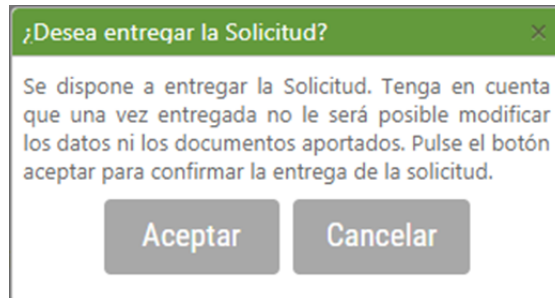 ¿Desea entregar la Solicitud?
Se dispone a entregar la Solicitud. Tenga en cuenta
que una vez entregada no le será posible modificar
los datos ni los documentos aportados. Pulse el botón
aceptar para confirmar la entrega de la solicitud.
Aceptar Cancelar